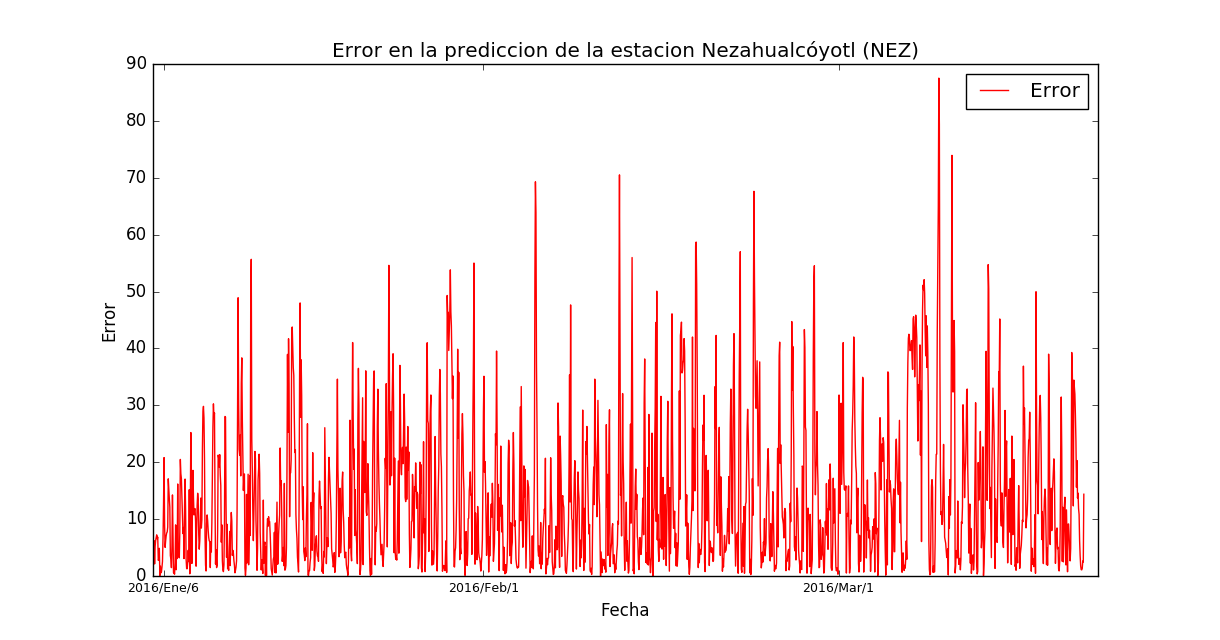 Error en la prediccion de la estacion Nezahualcóyotl (NEZ)
Error
90
80
70
60
50
40
30
20
10
0
Error
2016/Ene/6 2016/Feb/1 2016/Mar/1
Fecha